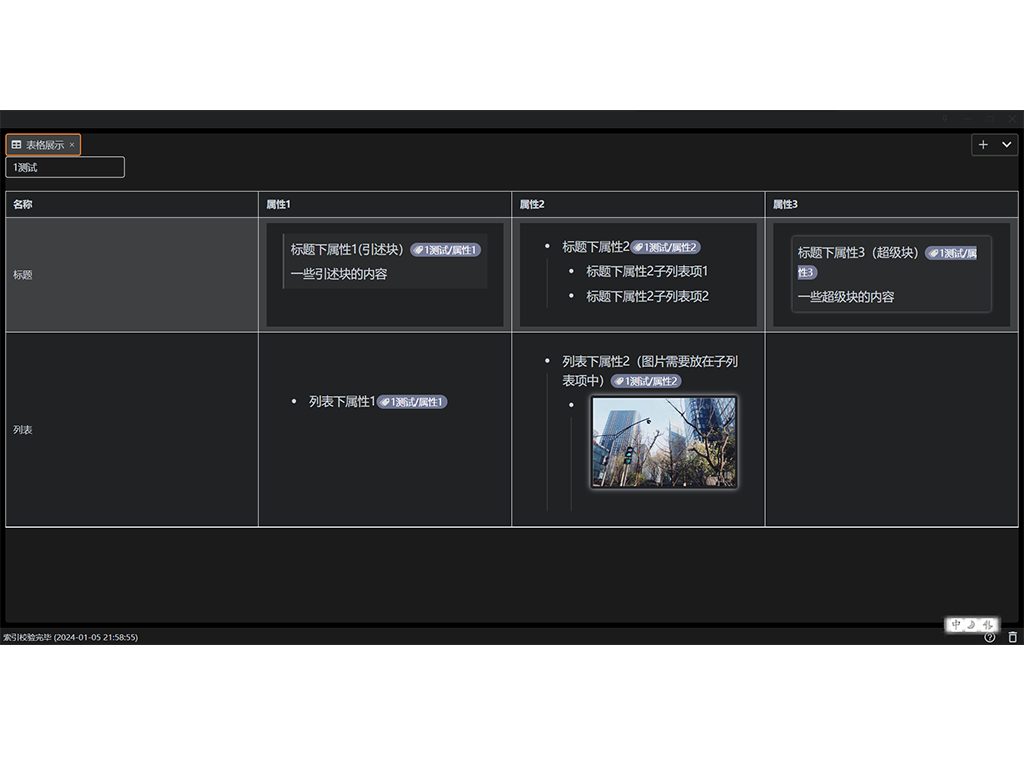 表格展示
1测试
名称 属性1 属性2 属性3
标题
标题下属性1(引述块) 1测试/属性1
一些引述块的内容
标题下属性2 1测试/属性2
标题下属性2子列表项1
标题下属性2子列表项2
标题下属性3（超级块） 1测试/属
性3
一些超级块的内容
列表
列表下属性1 1测试/属性1
列表下属性2（图片需要放在子列
表项中） 1测试/属性2
索引校验完毕 (2024-01-05 21:58:55)
中